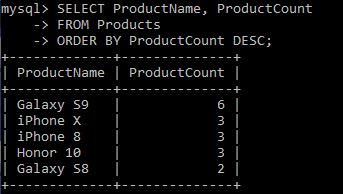 mysql> SELECT ProductName, ProductCount
    -> FROM Products
    -> ORDER BY ProductCount DESC;
+-------------+--------------+
| ProductName | ProductCount |
+-------------+--------------+
| Galaxy S9   |            6 |
| iPhone X    |            3 |
| iPhone 8    |            3 |
| Honor 10    |            3 |
| Galaxy S8   |            2 |
+-------------+--------------+